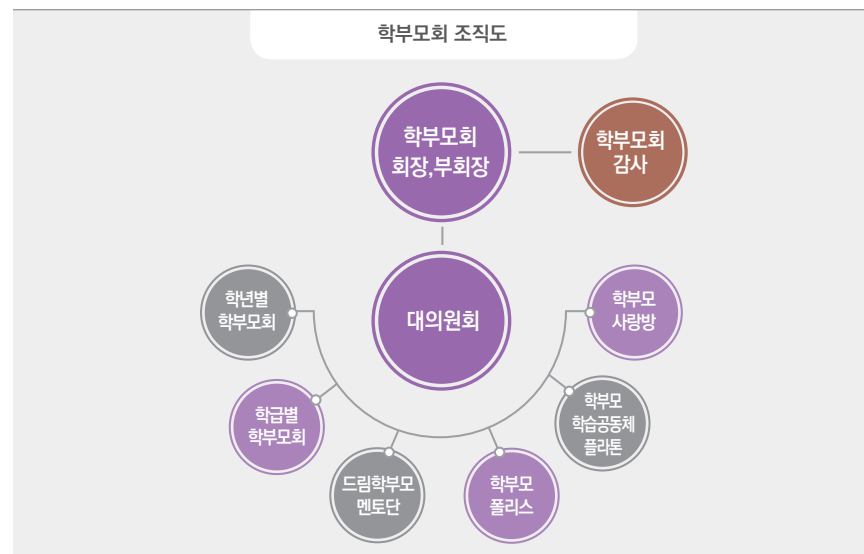 학부모회 조직도
학부모회
회장,부회장
학부모회
감사
대의원회
학년별
학부모회
학급별
학부모회
드림학부모
멘토단
학부모
폴리스
학부모
학습공동체
플라톤
학부모
사랑방